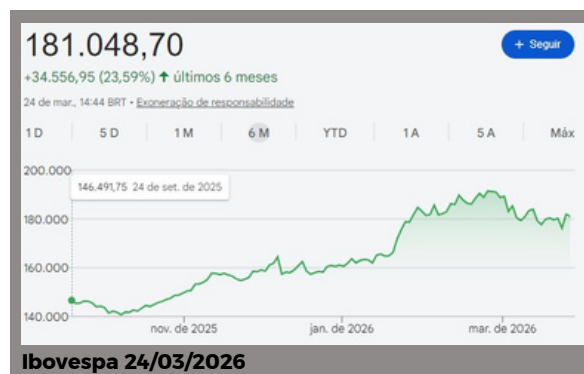 181.048,70
+ Seguir
+34.556,95 (23,59%) ↑ últimos 6 meses
24 de mar., 14:44 BRT • Exoneração de responsabilidade
1 D 5 D 1 M 6 M YTD 1 A 5 A Máx
200.000
146.491,75 24 de set. de 2025
180.000
160.000
140.000
nov. de 2025 jan. de 2026 mar. de 2026
Ibovespa 24/03/2026